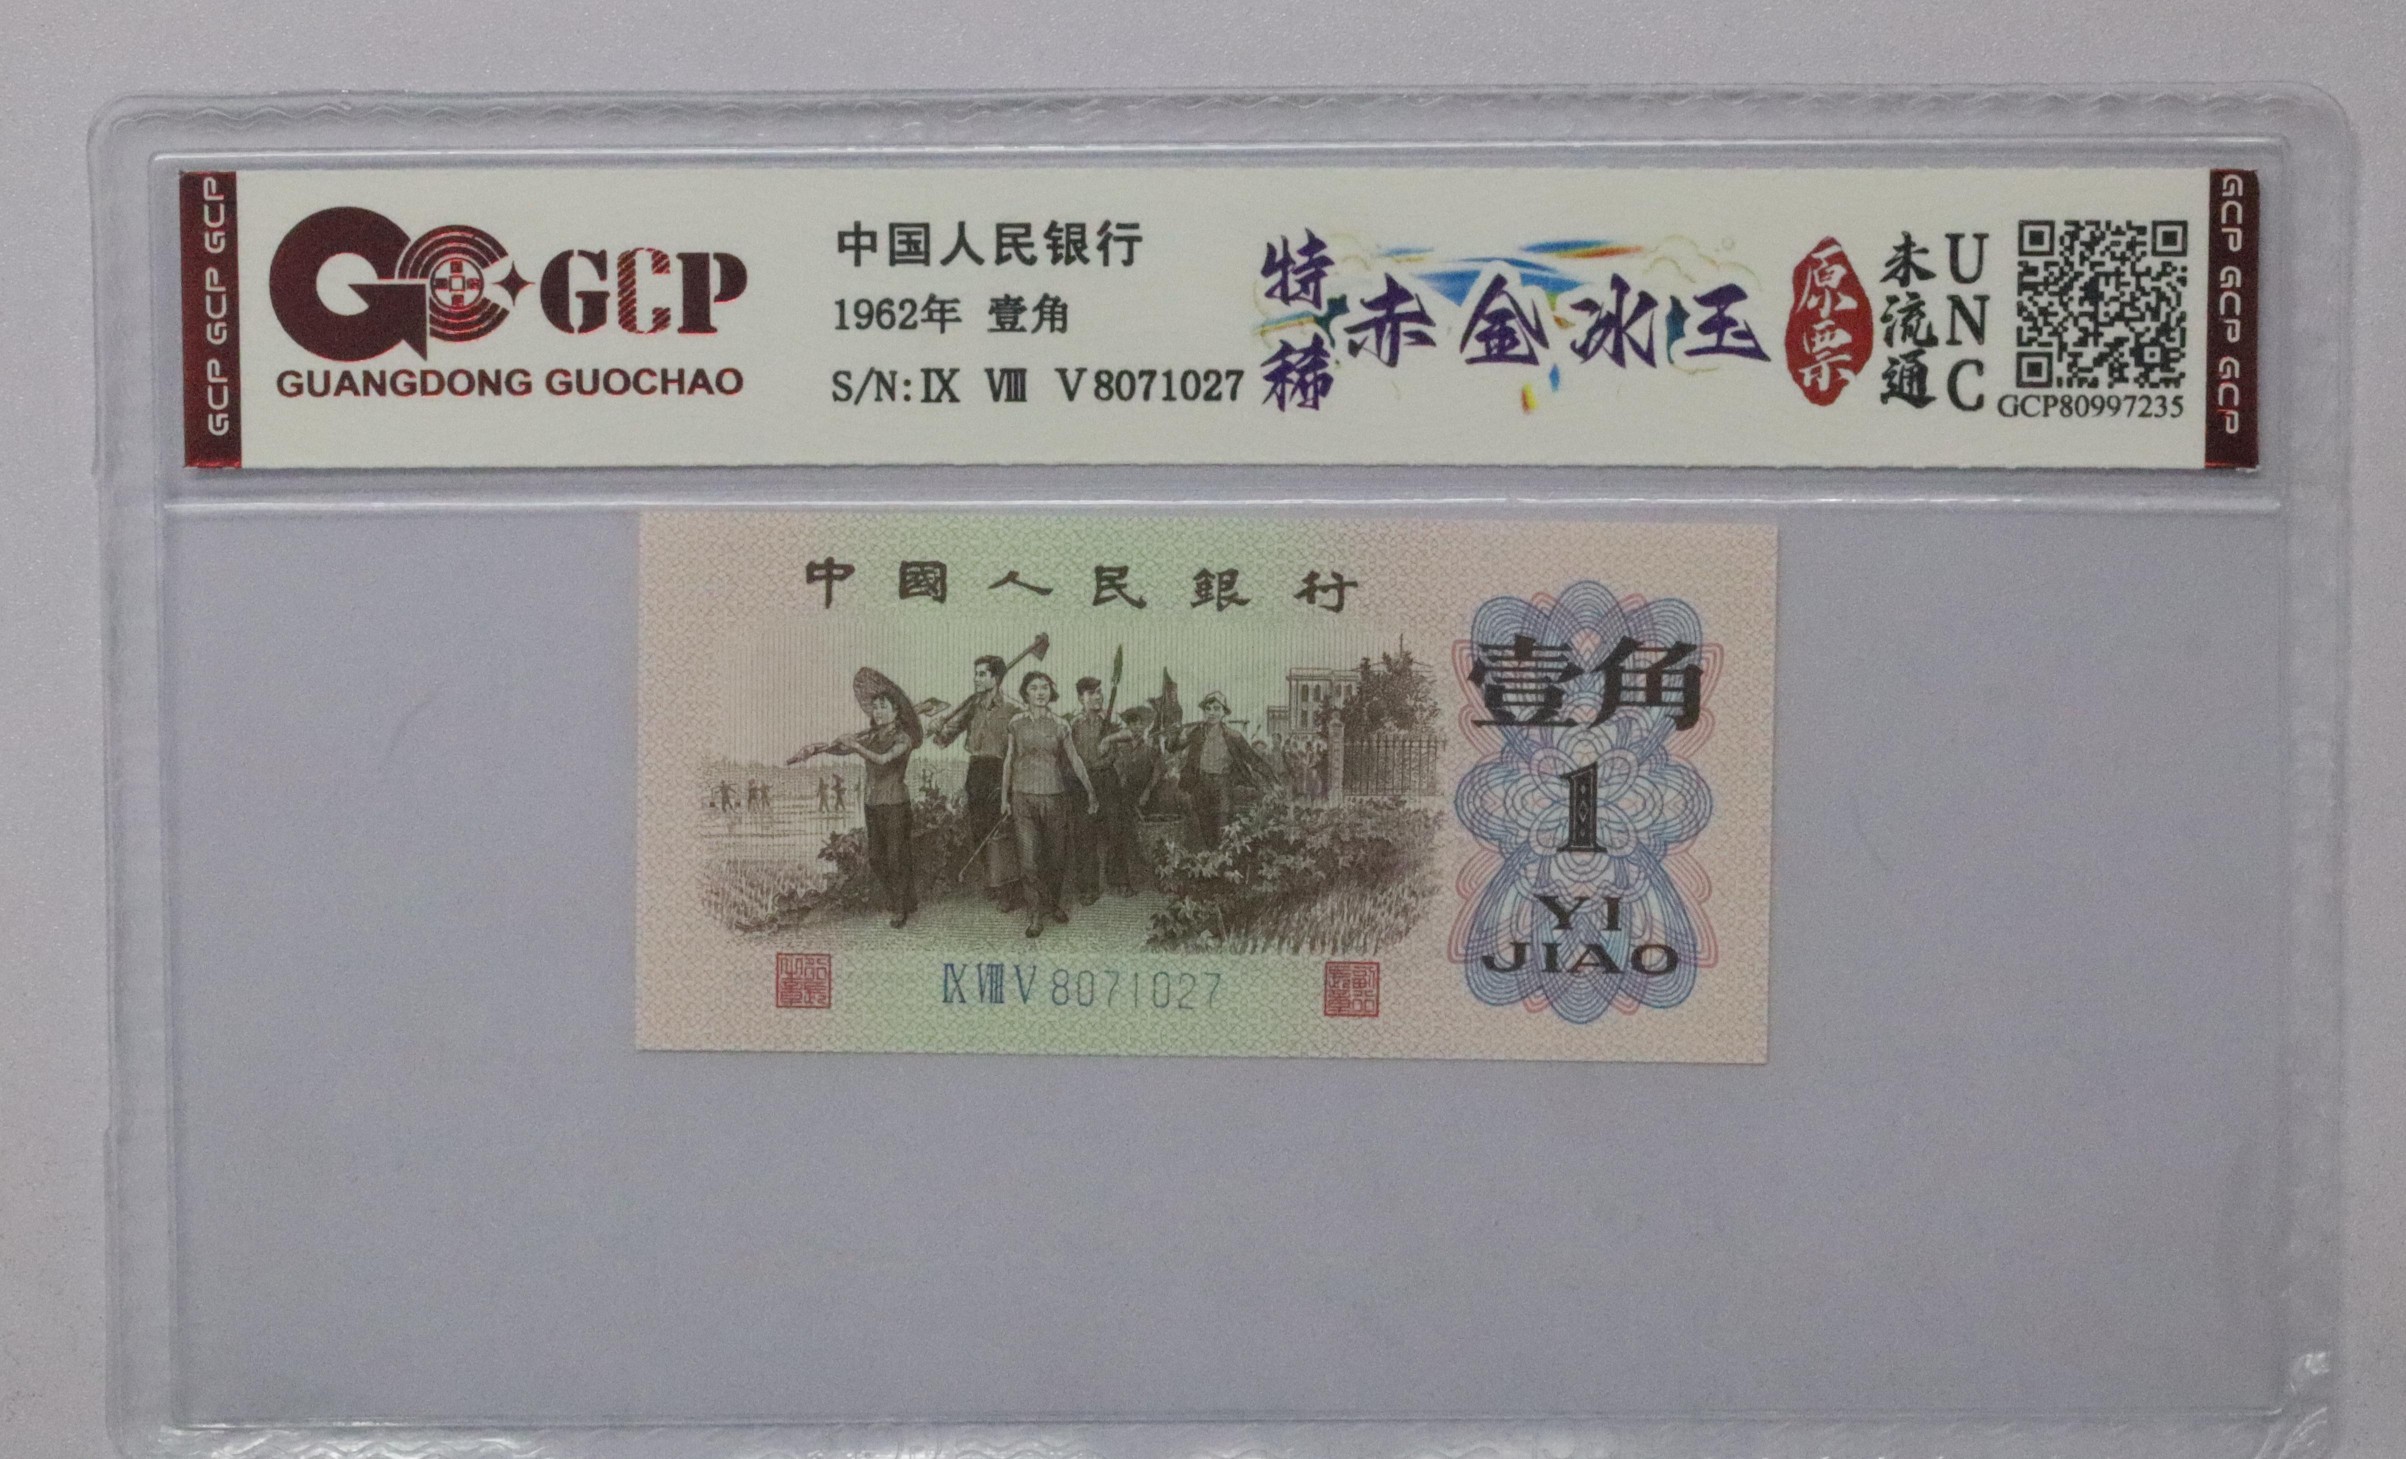 GCP GCP GCP
GCP
GUANGDONG GUOCHAO
中国人民银行
1962年 壹角
S/N: Ⅸ Ⅷ Ⅴ 8071027
特稀
赤金冰玉
原票
未流通
UNC
GCP80997235
GCP GCP GCP
中國人民銀行
壹角
1
YI
JIAO
Ⅸ Ⅷ Ⅴ 8071027